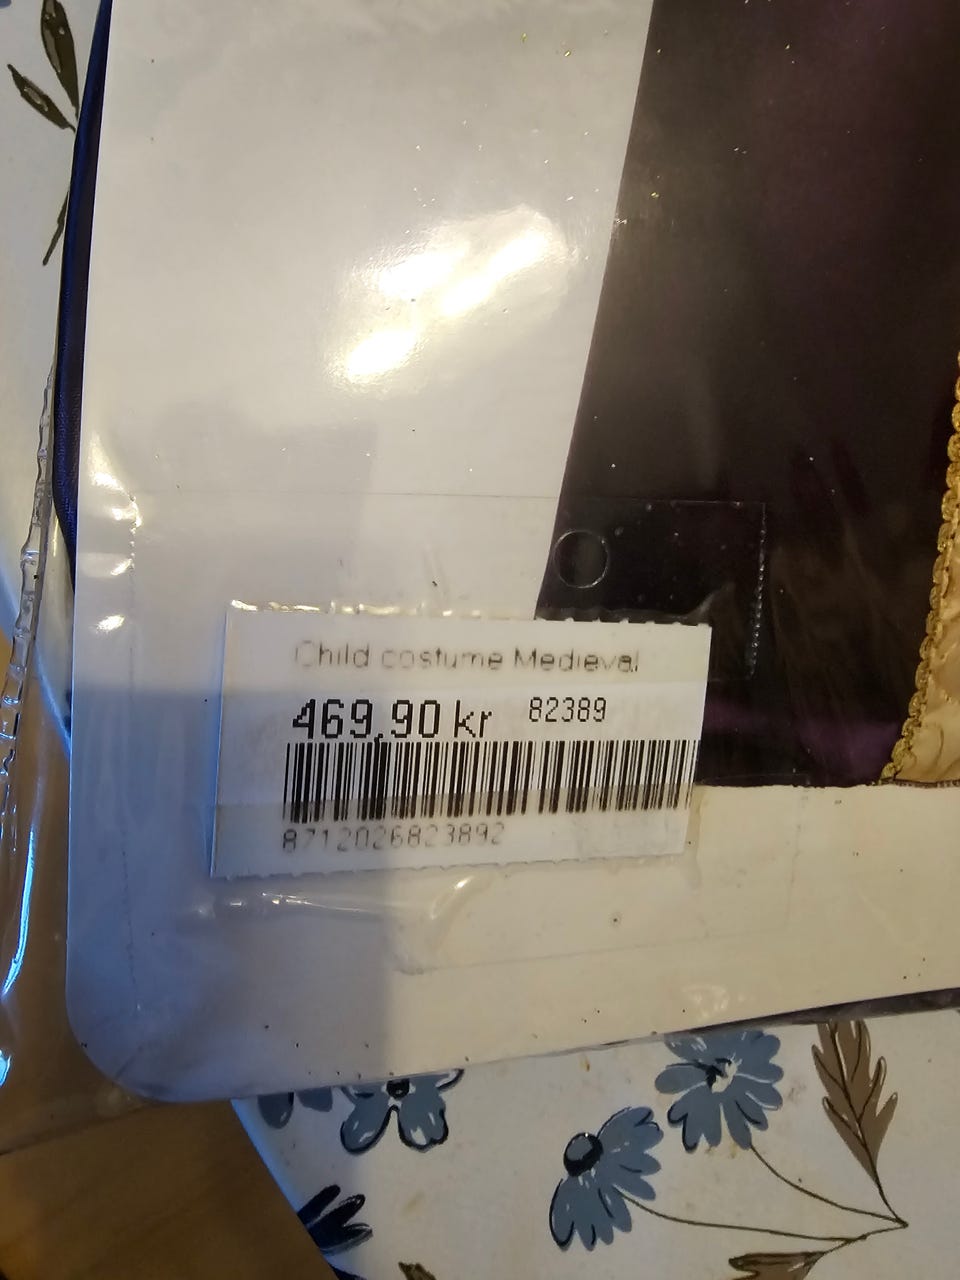 Child costume Medieval
469,90 kr 82389
8712026823892